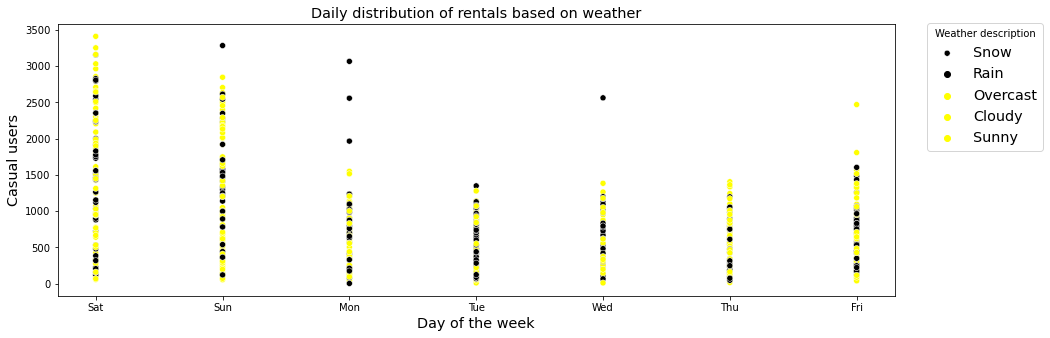 Daily distribution of rentals based on weather
Casual users
3500
3000
2500
2000
1500
1000
500
0
Sat Sun Mon Tue Wed Thu Fri
Day of the week
Weather description
Snow
Rain
Overcast
Cloudy
Sunny